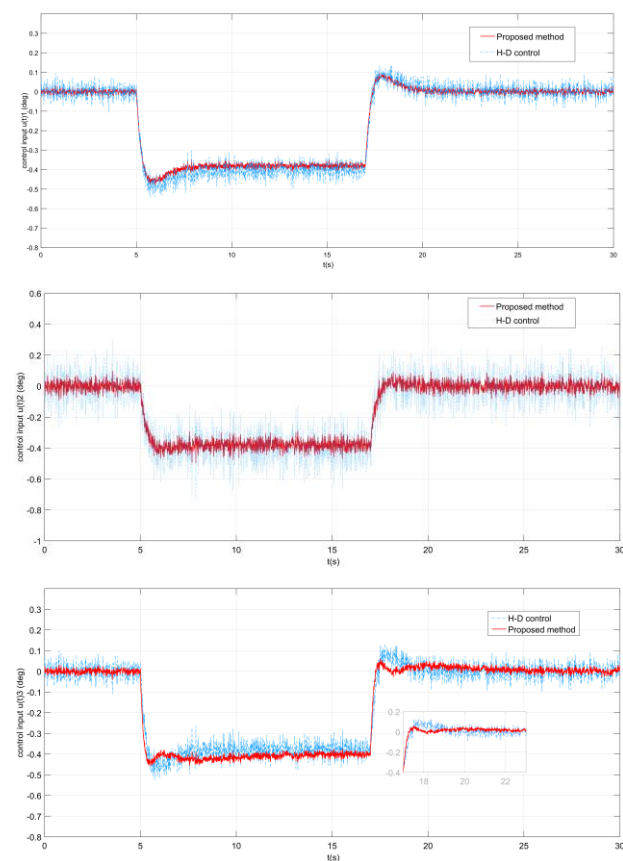 0.3
0.2
0.1
0
-0.1
-0.2
-0.3
-0.4
-0.5
-0.6
-0.7
-0.8
control input u(t)1 (deg)
Proposed method
H-D control
0 5 10 15 20 25 30
t(s)
0.6
0.4
0.2
0
-0.2
-0.4
-0.6
-0.8
-1
control input u(t)2 (deg)
Proposed method
H-D control
0 5 10 15 20 25 30
t(s)
0.3
0.2
0.1
0
-0.1
-0.2
-0.3
-0.4
-0.5
-0.6
-0.7
-0.8
control input u(t)3 (deg)
H-D control
Proposed method
0.2
0
-0.2
-0.4
18 20 22
0 5 10 15 20 25 30
t(s)